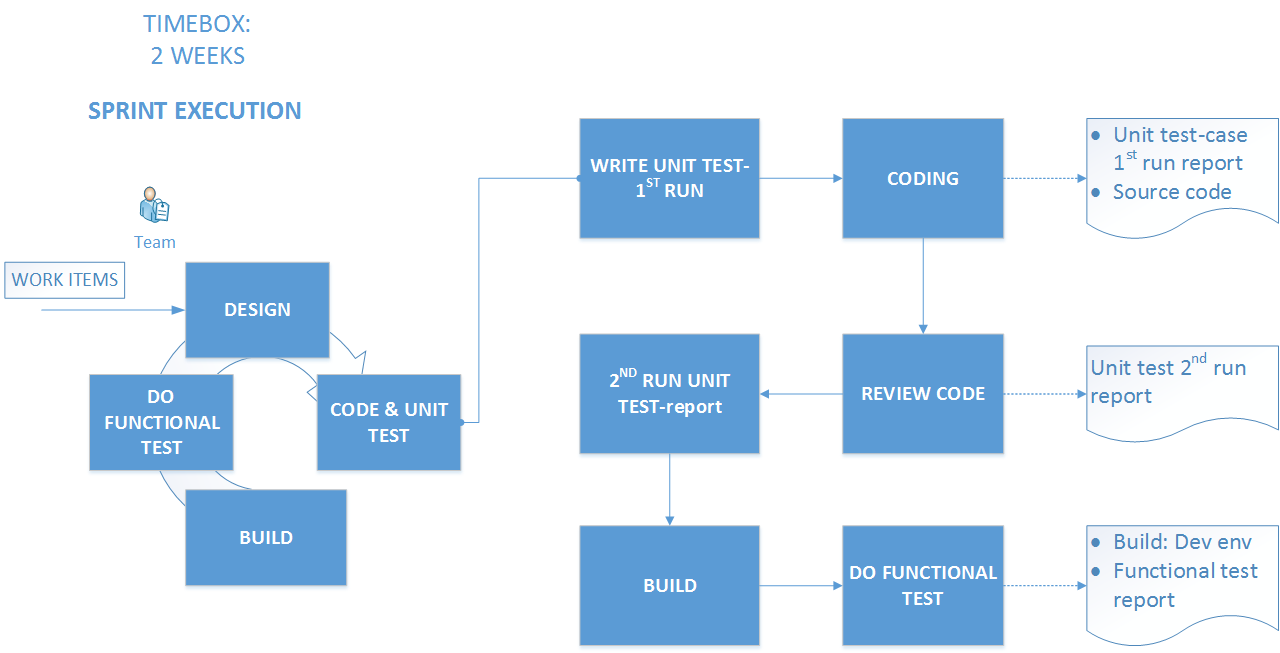 TIMEBOX:
2 WEEKS
SPRINT EXECUTION
Team
WORK ITEMS
DESIGN
DO
FUNCTIONAL
TEST
CODE & UNIT
TEST
BUILD
WRITE UNIT TEST-
1ST RUN
CODING
• Unit test-case
1st run report
• Source code
2ND RUN UNIT
TEST-report
REVIEW CODE
Unit test 2nd run
report
BUILD
DO FUNCTIONAL
TEST
• Build: Dev env
• Functional test
report